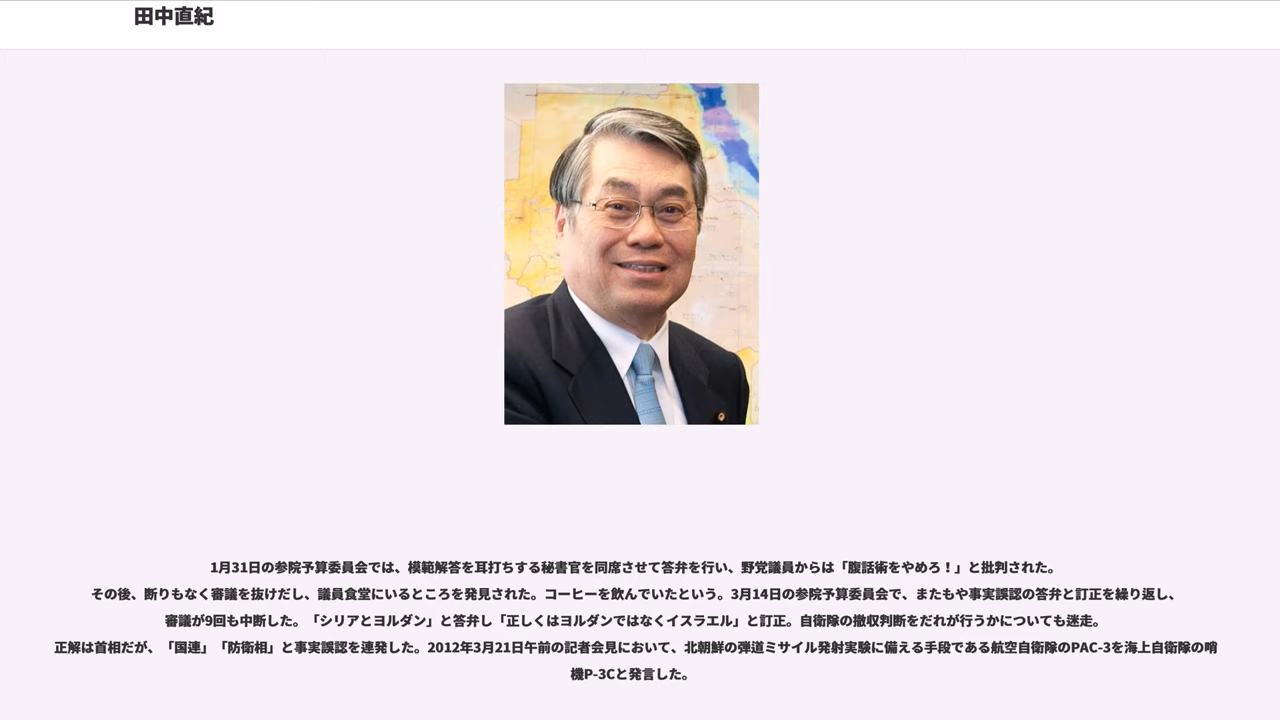 田中直紀
1月31日の参院予算委員会では、模範解答を耳打ちする秘書官を同席させて答弁を行い、野党議員からは「腹話術をやめろ！」と批判された。
その後、断りもなく審議を抜けだし、議員食堂にいるところを発見された。コーヒーを飲んでいたという。3月14日の参院予算委員会で、またもや事実誤認の答弁と訂正を繰り返し、
審議が9回も中断した。「シリアとヨルダン」と答弁し「正しくはヨルダンではなくイスラエル」と訂正。自衛隊の撤収判断をだれが行うかについても迷走。
正解は首相だが、「国連」「防衛相」と事実誤認を連発した。2012年3月21日午前の記者会見において、北朝鮮の弾道ミサイル発射実験に備える手段である航空自衛隊のPAC-3を海上自衛隊の哨
機P-3Cと発言した。